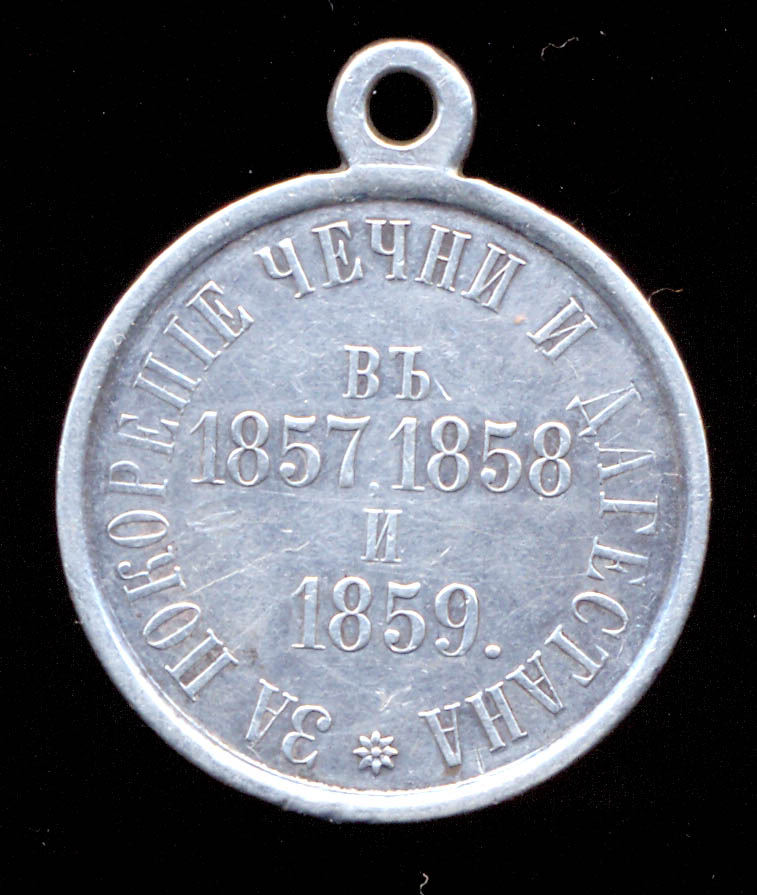 ЗА ПОКОРЕНІЕ ЧЕЧНИ И ДАГЕСТАНА
ВЪ
1857. 1858
И
1859.